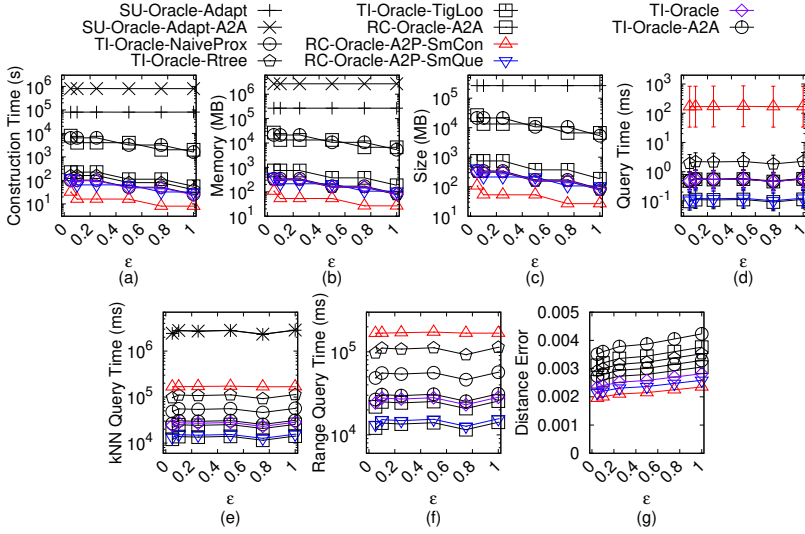 SU-Oracle-Adapt
TI-Oracle-TigLoo
TI-Oracle
SU-Oracle-Adapt-A2A
RC-Oracle-A2A
TI-Oracle-A2A
TI-Oracle-NaiveProx
RC-Oracle-A2P-SmCon
TI-Oracle-Rtree
RC-Oracle-A2P-SmQue
Construction Time (s)
10^1
10^2
10^3
10^4
10^5
10^6
0 0.2 0.4 0.6 0.8 1
ε
(a)
Memory (MB)
10^1
10^2
10^3
10^4
10^5
10^6
0 0.2 0.4 0.6 0.8 1
ε
(b)
Size (MB)
10^1
10^2
10^3
10^4
10^5
0 0.2 0.4 0.6 0.8 1
ε
(c)
Query Time (ms)
10^-1
10^0
10^1
10^2
10^3
0 0.2 0.4 0.6 0.8 1
ε
(d)
kNN Query Time (ms)
10^4
10^5
10^6
0 0.2 0.4 0.6 0.8 1
ε
(e)
Range Query Time (ms)
10^4
10^5
0 0.2 0.4 0.6 0.8 1
ε
(f)
Distance Error
0
0.001
0.002
0.003
0.004
0.005
0 0.2 0.4 0.6 0.8 1
ε
(g)